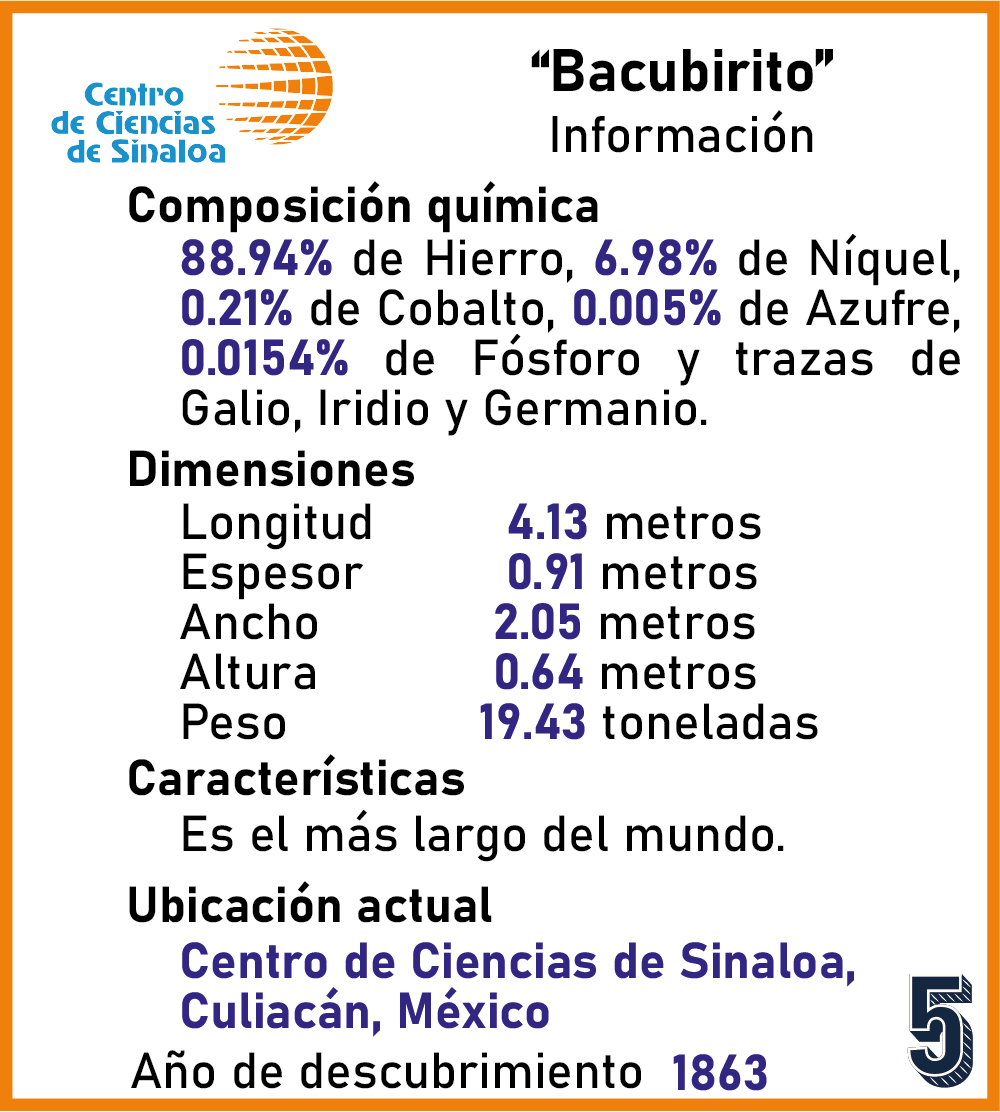 Centro
de Ciencias
de Sinaloa
“Bacubirito”
Información
Composición química
88.94% de Hierro, 6.98% de Níquel,
0.21% de Cobalto, 0.005% de Azufre,
0.0154% de Fósforo y trazas de
Galio, Iridio y Germanio.
Dimensiones
Longitud 4.13 metros
Espesor 0.91 metros
Ancho 2.05 metros
Altura 0.64 metros
Peso 19.43 toneladas
Características
Es el más largo del mundo.
Ubicación actual
Centro de Ciencias de Sinaloa,
Culiacán, México
Año de descubrimiento 1863
5